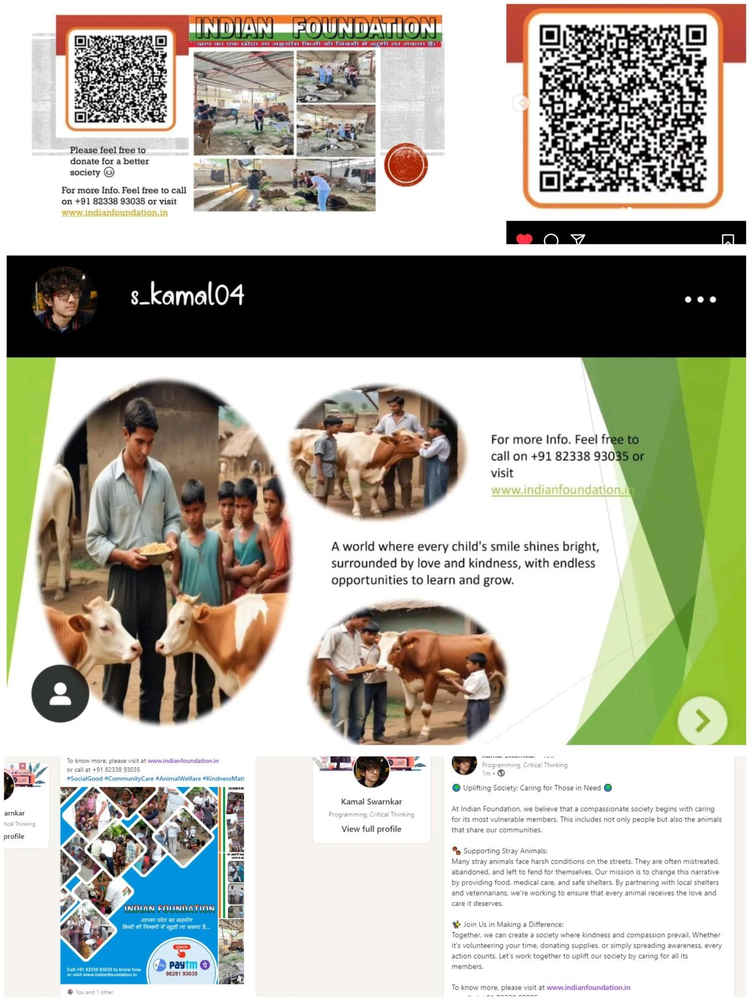 INDIAN FOUNDATION
"आप का एक छोटा सा सहयोग किसी की जिंदगी में खुशी ला सकता है।"
Please feel free to
donate for a better
society
For more Info. Feel free to call
on +91 82338 93035 or visit
www.indianfoundation.in
s_kamal04
For more Info. Feel free to
call on +91 82338 93035 or
visit
www.indianfoundation.in
A world where every child's smile shines bright,
surrounded by love and kindness, with endless
opportunities to learn and grow.
arnkar
tical Thinking
profile
To know more, please visit at www.indianfoundation.in
or call at +91 82338 93035
#SocialGood #CommunityCare #AnimalWelfare #KindnessMatt
INDIAN FOUNDATION
आपका छोटा सा सहयोग
किसी की जिन्दगी में खुशी ला सकता है...
DONATE
G Pay paytm पे
98291 93035
Call +91 82338 93035 to know how
or visit www.indianfoundation.in
You and 1 other
Kamal Swarnkar
Programming, Critical Thinking
View full profile
Kamal Swarnkar
Programming, Critical Thinking
1m •
Uplifting Society: Caring for Those in Need
At Indian Foundation, we believe that a compassionate society begins with caring
for its most vulnerable members. This includes not only people but also the animals
that share our communities.
Supporting Stray Animals:
Many stray animals face harsh conditions on the streets. They are often mistreated,
abandoned, and left to fend for themselves. Our mission is to change this narrative
by providing food, medical care, and safe shelters. By partnering with local shelters
and veterinarians, we're working to ensure that every animal receives the love and
care it deserves.
Join Us in Making a Difference:
Together, we can create a society where kindness and compassion prevail. Whether
it's volunteering your time, donating supplies, or simply spreading awareness, every
action counts. Let's work together to uplift our society by caring for all its
members.
To know more, please visit at www.indianfoundation.in